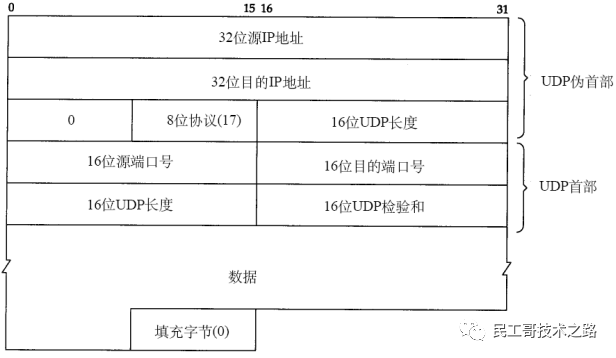 0 15 16 31
32位源IP地址
32位目的IP地址
UDP伪首部
0 8位协议(17) 16位UDP长度
16位源端口号 16位目的端口号
UDP首部
16位UDP长度 16位UDP检验和
数据
填充字节(0)
民工哥技术之路